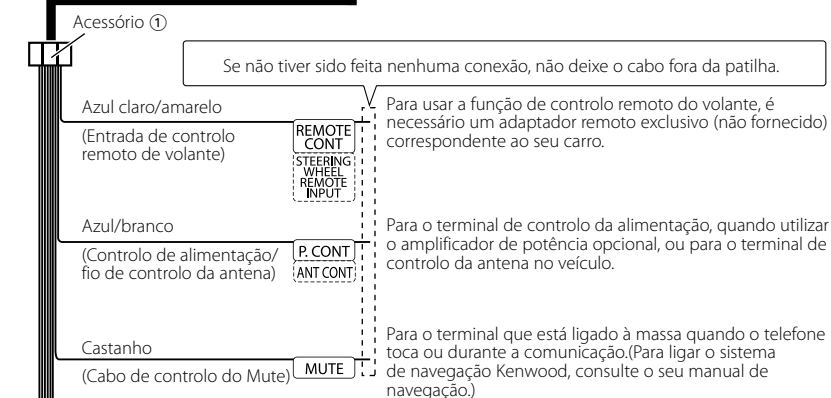 Acessório ①
Se não tiver sido feita nenhuma conexão, não deixe o cabo fora da patilha.
Azul claro/amarelo
(Entrada de controlo
remoto de volante)
REMOTE
CONT
STEERING
WHEEL
REMOTE
INPUT
Para usar a função de controlo remoto do volante, é
necessário um adaptador remoto exclusivo (não fornecido)
correspondente ao seu carro.
Azul/branco
(Controlo de alimentação/
fio de controlo da antena)
P. CONT
ANT CONT
Para o terminal de controlo da alimentação, quando utilizar
o amplificador de potência opcional, ou para o terminal de
controlo da antena no veículo.
Castanho
(Cabo de controlo do Mute)
MUTE
Para o terminal que está ligado à massa quando o telefone
toca ou durante a comunicação.(Para ligar o sistema
de navegação Kenwood, consulte o seu manual de
navegação.)